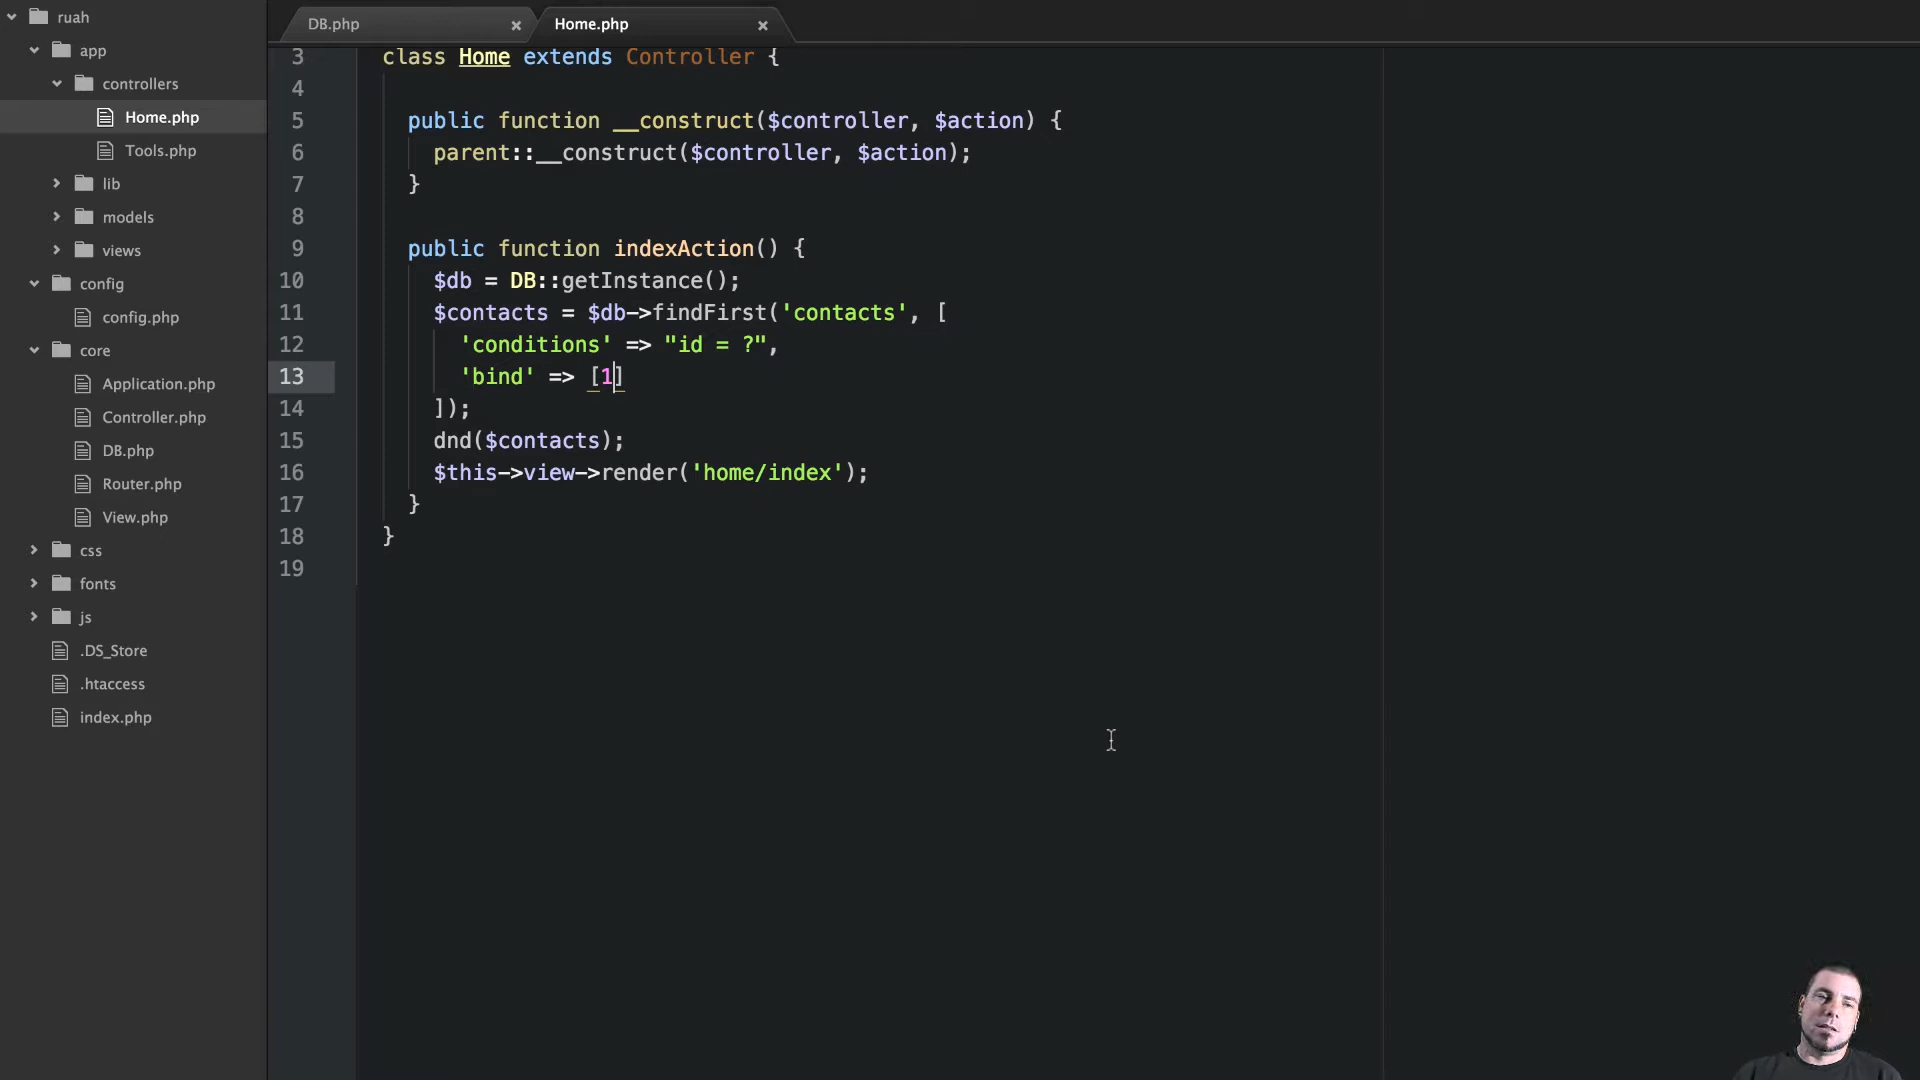 ruah
app
controllers
Home.php
Tools.php
lib
models
views
config
config.php
core
Application.php
Controller.php
DB.php
Router.php
View.php
css
fonts
js
.DS_Store
.htaccess
index.php
DB.php
Home.php
3 class Home extends Controller {
4
5 public function __construct($controller, $action) {
6 parent::__construct($controller, $action);
7 }
8
9 public function indexAction() {
10 $db = DB::getInstance();
11 $contacts = $db->findFirst('contacts', [
12 'conditions' => "id = ?",
13 'bind' => [1]
14 ]);
15 dnd($contacts);
16 $this->view->render('home/index');
17 }
18 }
19